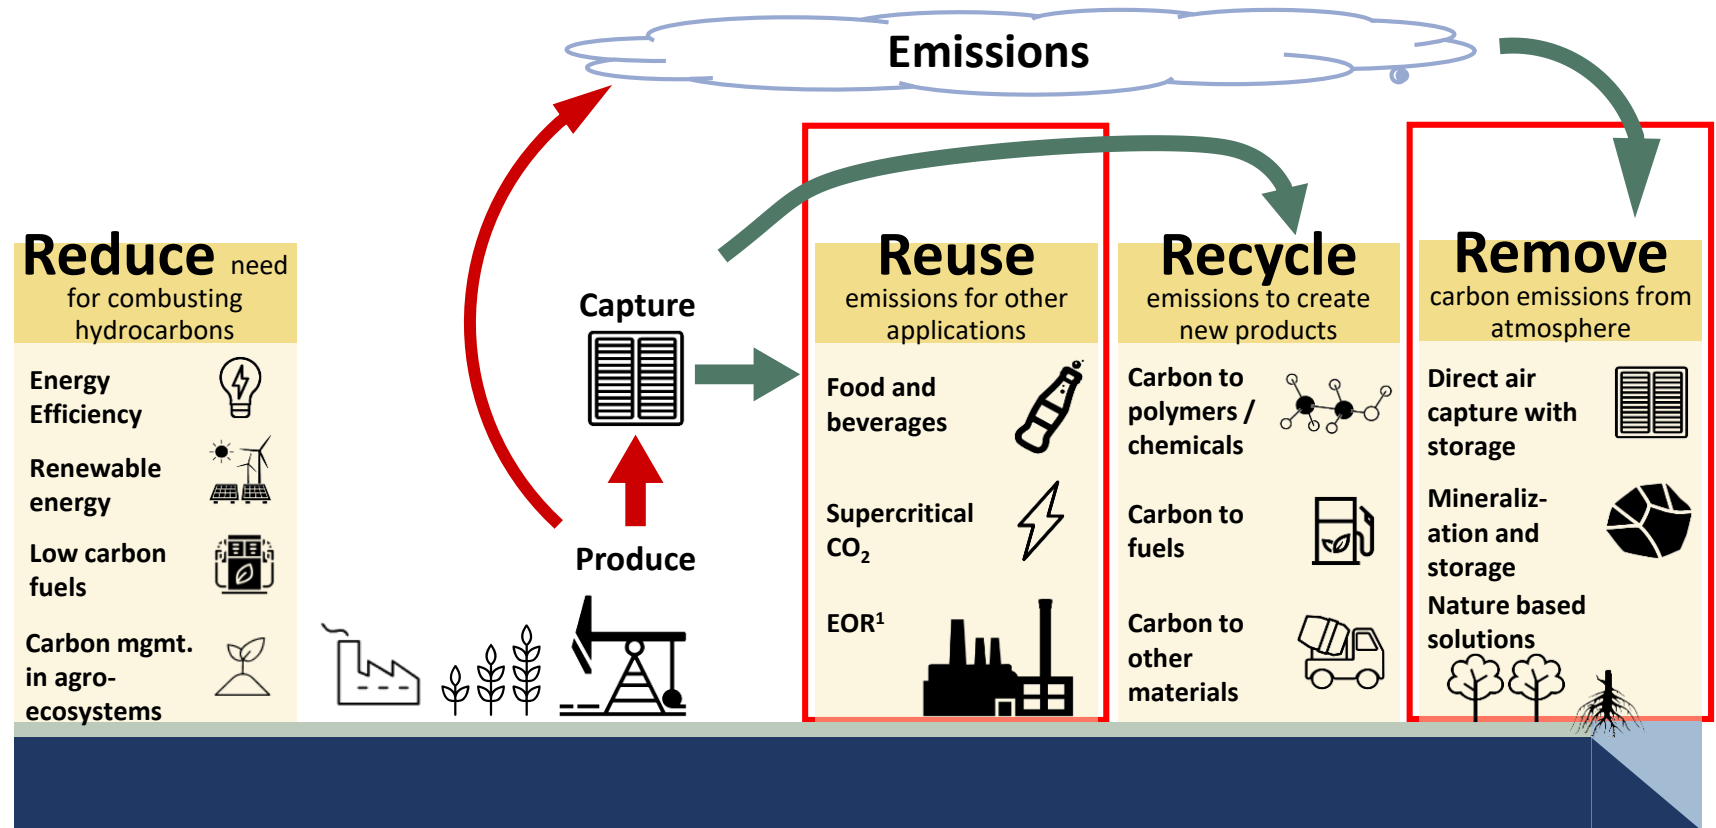 Emissions
Reduce need
for combusting
hydrocarbons
Energy
Efficiency
Renewable
energy
Low carbon
fuels
Carbon mgmt.
in agro-
ecosystems
Capture
Produce
Reuse
emissions for other
applications
Food and
beverages
Supercritical
CO₂
EOR¹
Recycle
emissions to create
new products
Carbon to
polymers /
chemicals
Carbon to
fuels
Carbon to
other
materials
Remove
carbon emissions from
atmosphere
Direct air
capture with
storage
Mineraliz-
ation and
storage
Nature based
solutions